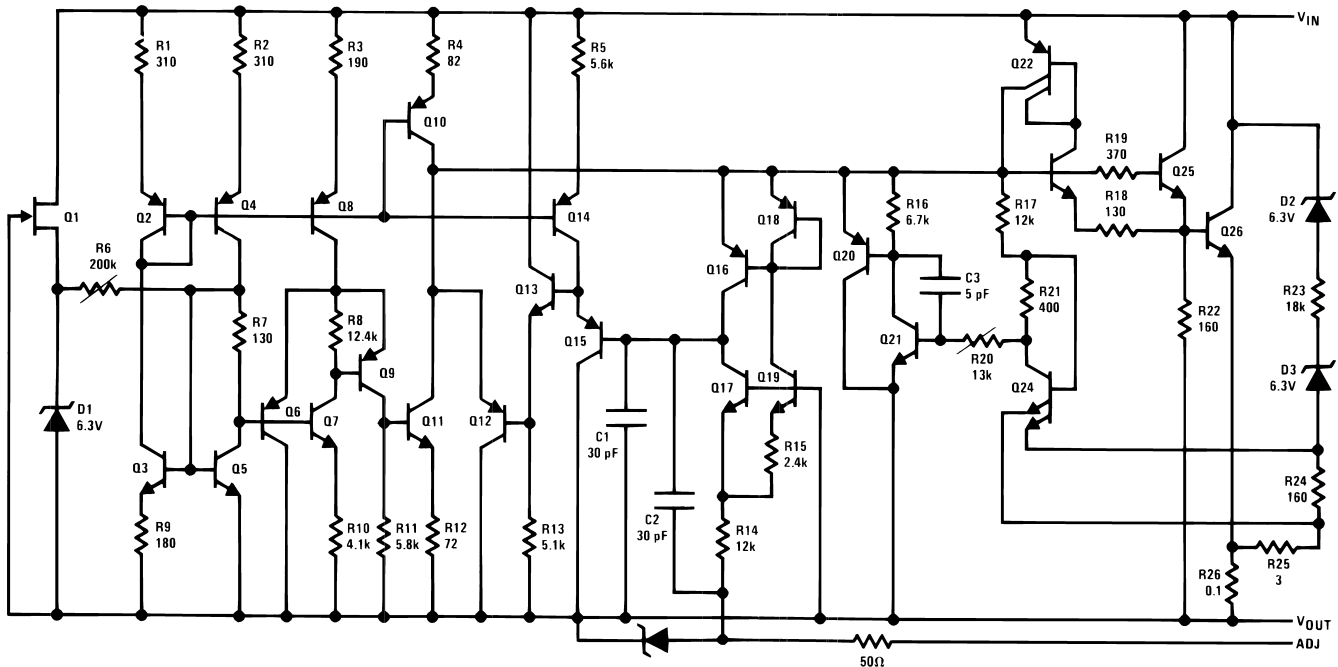 VIN
R1
310
R2
310
R3
190
R4
82
R5
5.6k
Q22
Q10
R19
370
Q25
Q1
Q2
Q4
Q8
Q14
Q18
R16
6.7k
R17
12k
R18
130
Q26
D2
6.3V
R6
200k
Q16
Q20
C3
5 pF
R7
130
R8
12.4k
Q13
Q15
R21
400
R22
160
R23
18k
Q9
Q21
R20
13k
D1
6.3V
Q6
Q7
Q11
Q12
Q17
Q19
Q24
D3
6.3V
C1
30 pF
R15
2.4k
Q3
Q5
R24
160
C2
30 pF
R9
180
R10
4.1k
R11
5.8k
R12
72
R13
5.1k
R14
12k
R25
3
R26
0.1
VOUT
ADJ
50Ω